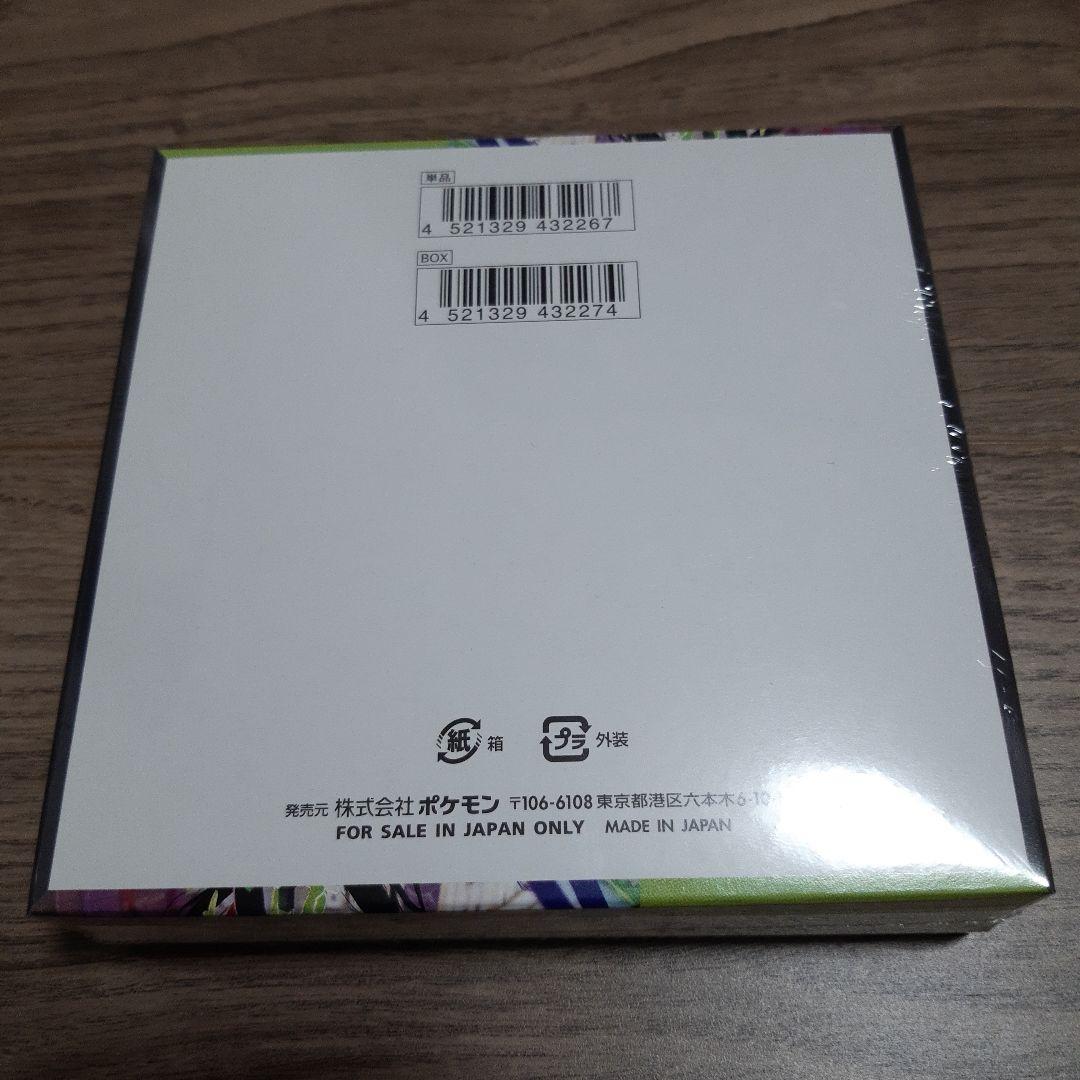 単品
4 521329 432267
BOX
4 521329 432274
紙 箱 プラ 外装
発売元 株式会社ポケモン 〒106-6108 東京都港区六本木6-10
FOR SALE IN JAPAN ONLY MADE IN JAPAN